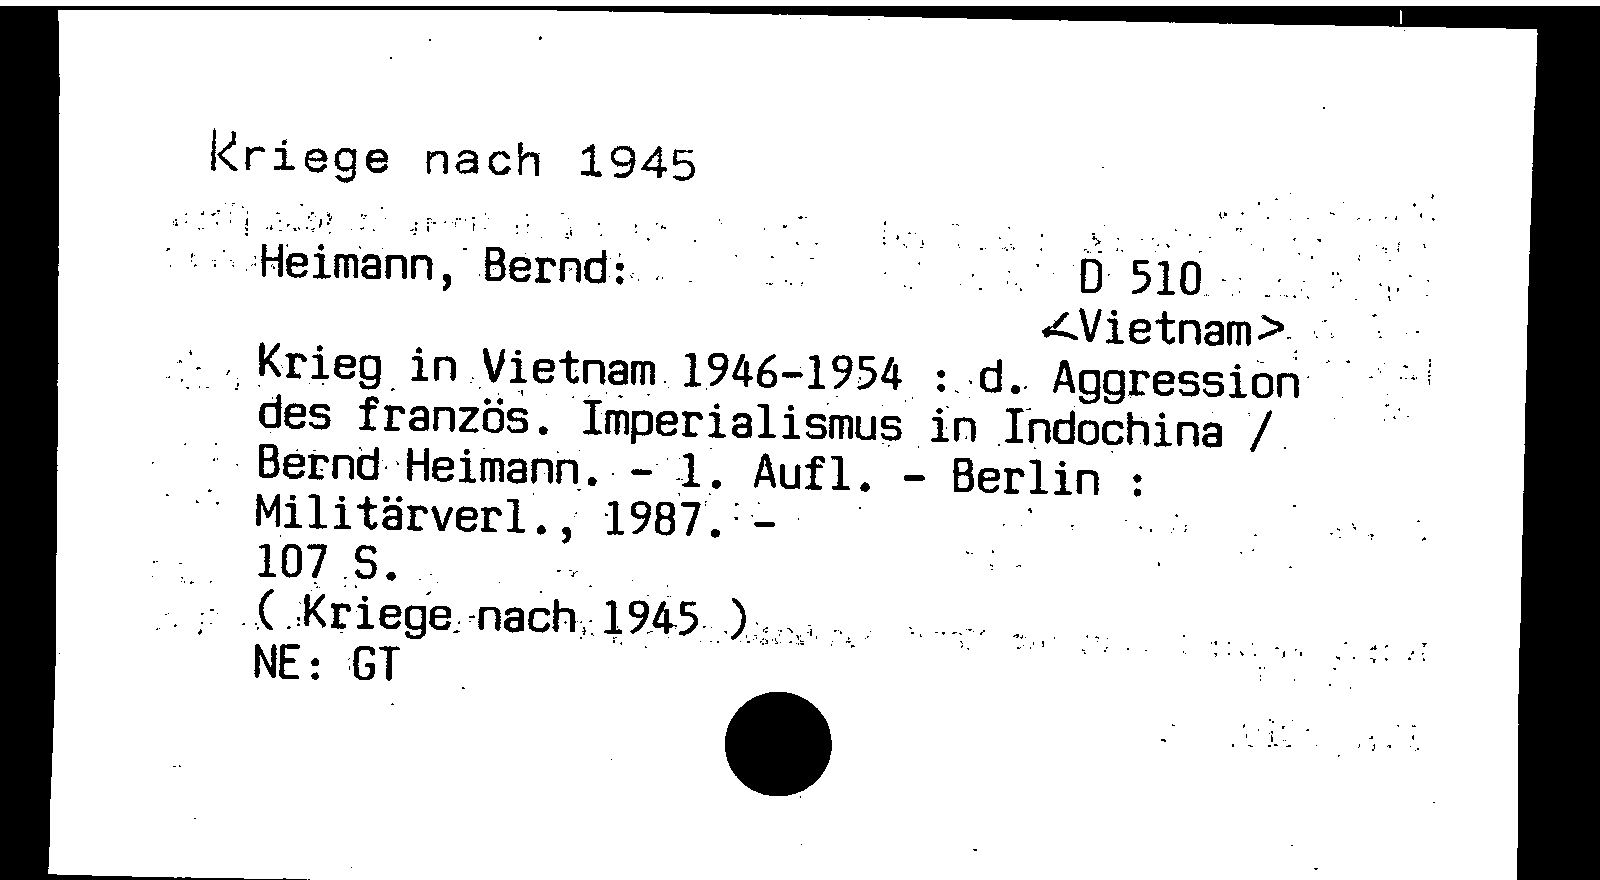 Kriege nach 1945
Heimann, Bernd:
D 510
<Vietnam>
Krieg in Vietnam 1946-1954 : d. Aggression
des französ. Imperialismus in Indochina /
Bernd Heimann. - 1. Aufl. - Berlin :
Militärverl., 1987. -
107 S.
( Kriege nach 1945 )
NE: GT